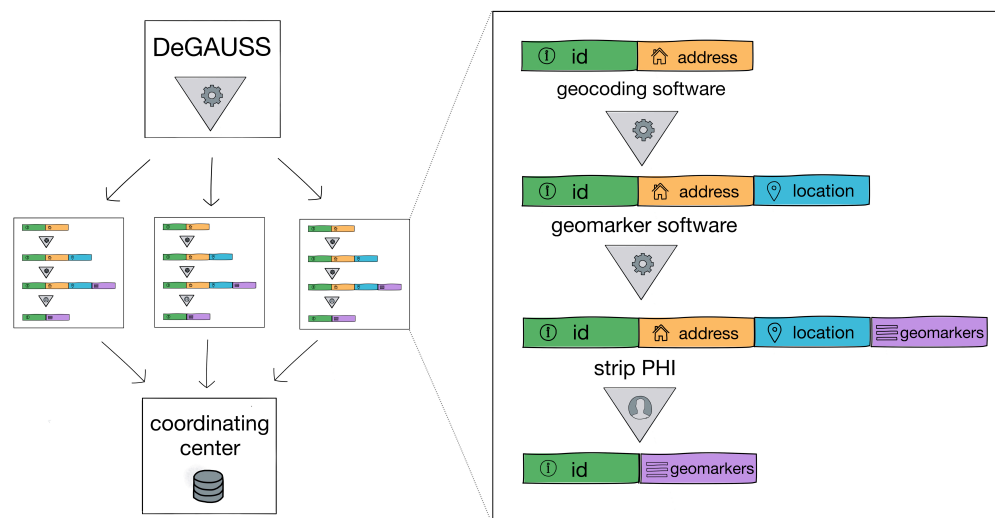 DeGAUSS
coordinating
center
id address
geocoding software
id address location
geomarker software
id address location geomarkers
strip PHI
id geomarkers